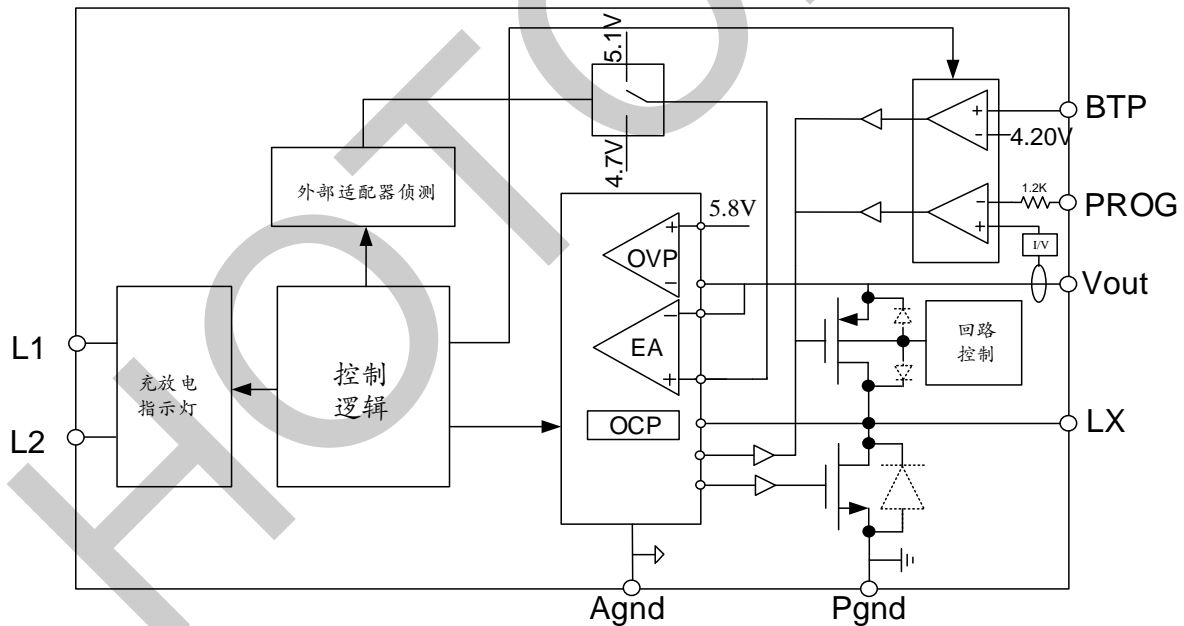 5.1V
4.7V
BTP
+
−
4.20V
外部适配器侦测
1.2K
PROG
−
+
I/V
5.8V
+
OVP
−
Vout
−
EA
+
回路
控制
L1
充放电
指示灯
控制
逻辑
L2
OCP
LX
Agnd
Pgnd
HOTO